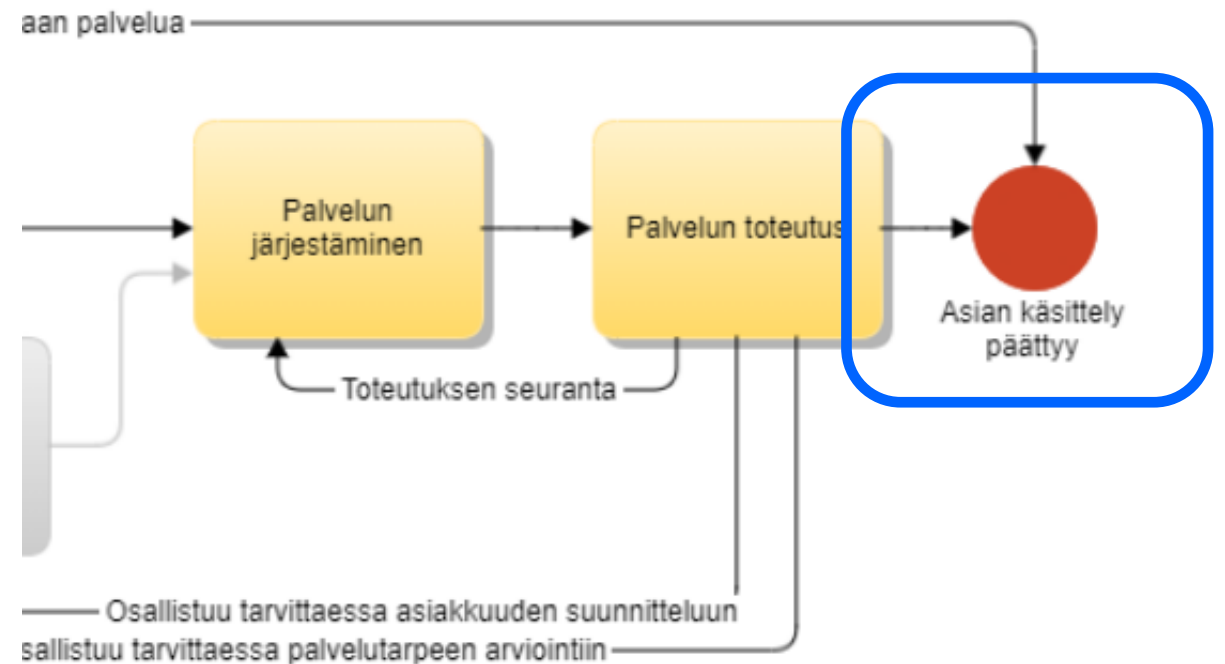 aan palvelua
Palvelun
järjestäminen
Palvelun toteutus
Asian käsittely
päättyy
Toteutuksen seuranta
Osallistuu tarvittaessa asiakkuuden suunnitteluun
sallistuu tarvittaessa palvelutarpeen arviointiin